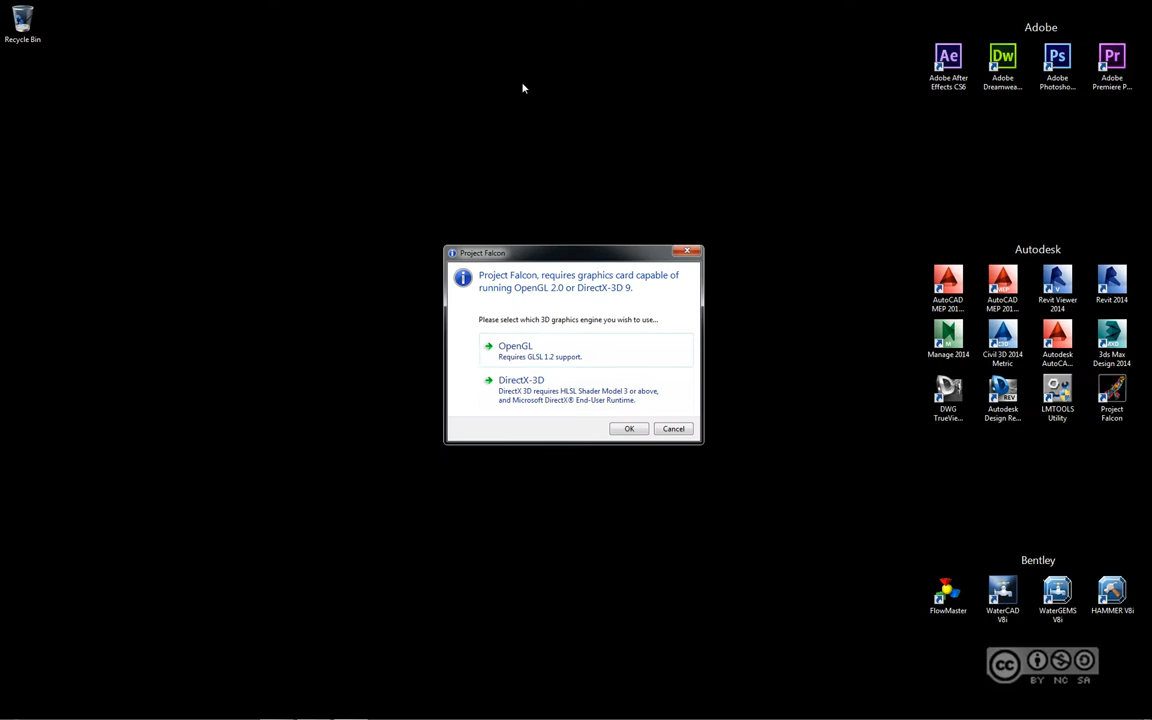 Recycle Bin
Adobe
Ae
Dw
Ps
Pr
Adobe After
Effects CS6
Adobe
Dreamwea...
Adobe
Photosho...
Adobe
Premiere P...
Project Falcon
Project Falcon, requires graphics card capable of
running OpenGL 2.0 or DirectX-3D 9.
Please select which 3D graphics engine you wish to use...
OpenGL
Requires GLSL 1.2 support.
DirectX-3D
DirectX 3D requires HLSL Shader Model 3 or above,
and Microsoft DirectX® End-User Runtime.
OK
Cancel
Autodesk
AutoCAD
MEP 201...
AutoCAD
MEP 201...
Revit Viewer
2014
Revit 2014
Manage 2014
Civil 3D 2014
Metric
Autodesk
AutoCA...
3ds Max
Design 2014
DWG
TrueVie...
Autodesk
Design Re...
LMTOOLS
Utility
Project
Falcon
Bentley
FlowMaster
WaterCAD
V8i
WaterGEMS
V8i
HAMMER V8i
cc
BY NC SA